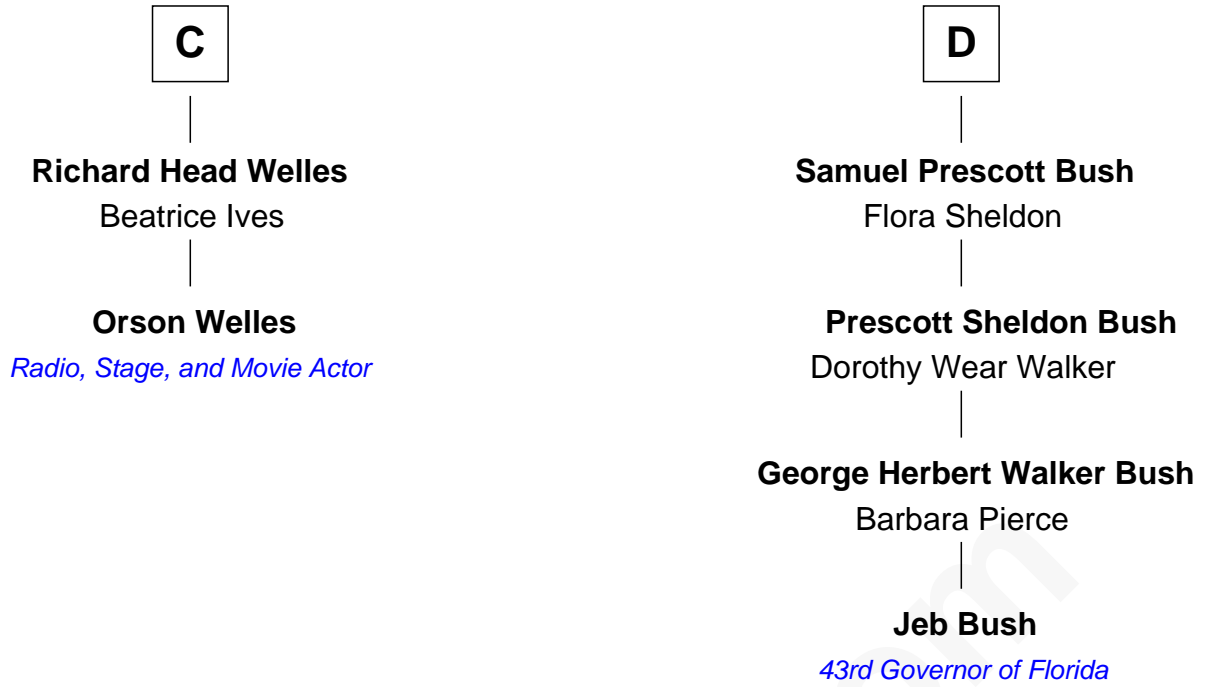 C
Richard Head Welles
Beatrice Ives
Orson Welles
Radio, Stage, and Movie Actor
D
Samuel Prescott Bush
Flora Sheldon
Prescott Sheldon Bush
Dorothy Wear Walker
George Herbert Walker Bush
Barbara Pierce
Jeb Bush
43rd Governor of Florida